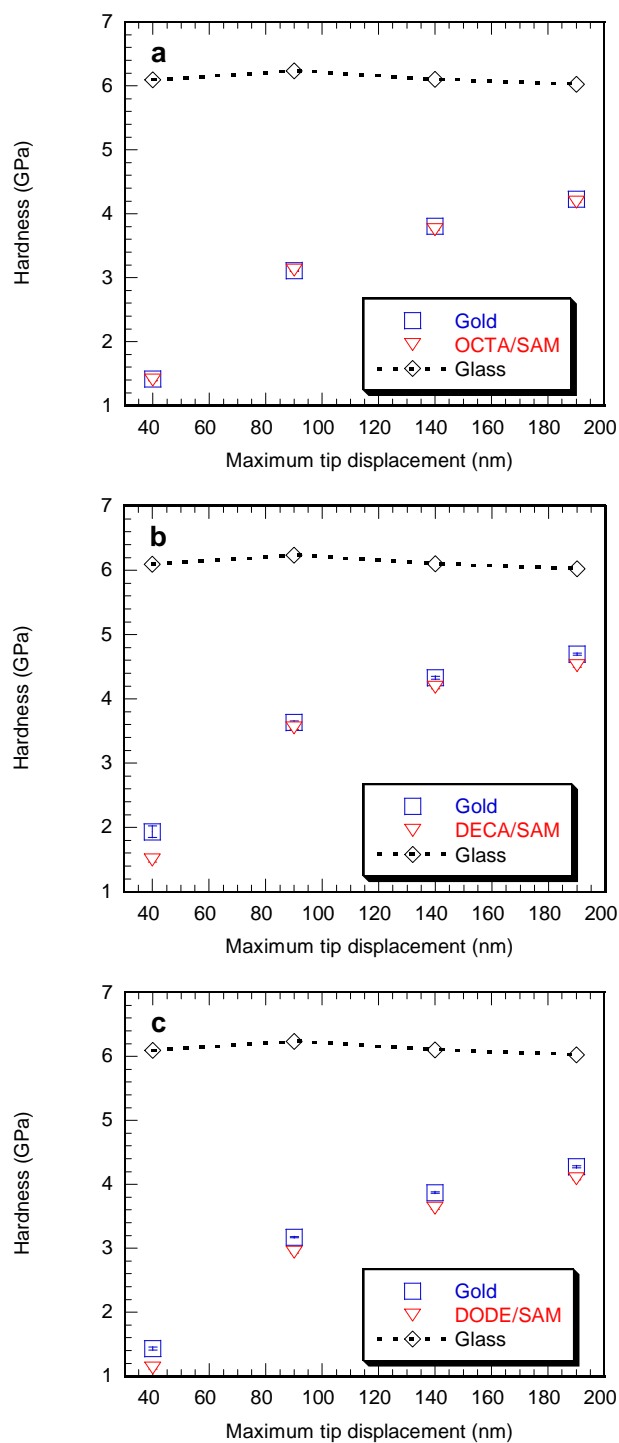 a
7
6
5
4
3
2
1
Hardness (GPa)
Gold
OCTA/SAM
Glass
40 60 80 100 120 140 160 180 200
Maximum tip displacement (nm)
b
7
6
5
4
3
2
1
Hardness (GPa)
Gold
DECA/SAM
Glass
40 60 80 100 120 140 160 180 200
Maximum tip displacement (nm)
c
7
6
5
4
3
2
1
Hardness (GPa)
Gold
DODE/SAM
Glass
40 60 80 100 120 140 160 180 200
Maximum tip displacement (nm)